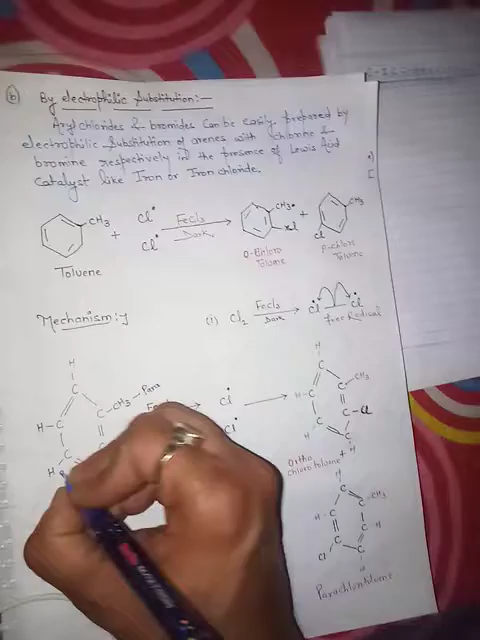 (b) By electrophilic Substitution:-
Aryl chlorides & bromides can be easily prepared by
electrophilic substitution of arenes with chlorine &
bromine respectively in the presence of Lewis Acid
Catalyst like Iron or Iron chloride.
CH3 + Cl• Cl• FeCl3 Dark CH3 + CH3 Cl
Toluene
O-Chloro Toluene
P-chloro Toluene
Mechanism:-
(i) Cl2 FeCl3 Dark Cl Cl
free Redical
H
C
H-C C-CH3-Para
C
H
Cl•
Cl•
H
C
H-C C-CH3
C C-Cl
H C
H
Ortho chlorotoluene
+
H
C
H-C C-CH3
C C-H
Cl C
H
Parachlorotoluene